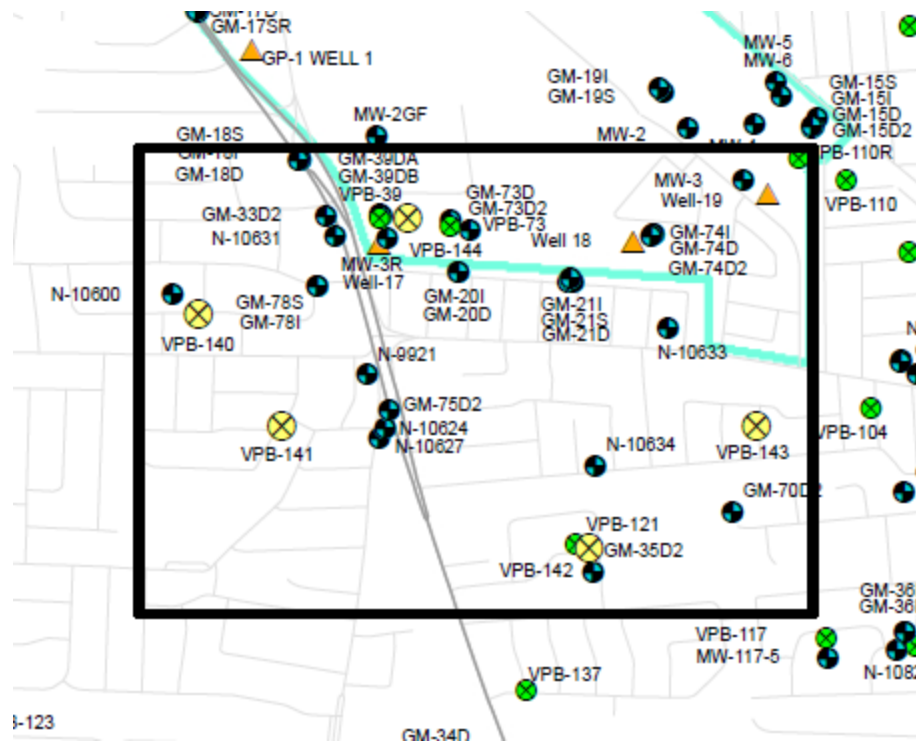 GM-17SR
GP-1 WELL 1
MW-5
MW-6
GM-19I
GM-19S
GM-15S
GM-15I
GM-15D
GM-15D2
MW-2GF
MW-2
GM-18S
GM-18I
GM-18D
GM-39DA
GM-39DB
VPB-39
VPB-110R
MW-3
Well-19
VPB-110
GM-73D
GM-73D2
VPB-73
GM-33D2
N-10631
VPB-144
Well 18
GM-74I
GM-74D
GM-74D2
MW-3R
Well-17
N-10600
GM-78S
GM-78I
GM-20I
GM-20D
GM-21I
GM-21S
GM-21D
VPB-140
N-10633
N-9921
GM-75D2
N-10624
N-10627
VPB-141
VPB-143
VPB-104
N-10634
GM-70D2
VPB-121
GM-35D2
VPB-142
GM-36
VPB-117
MW-117-5
N-1082
VPB-137
-123
GM-34D